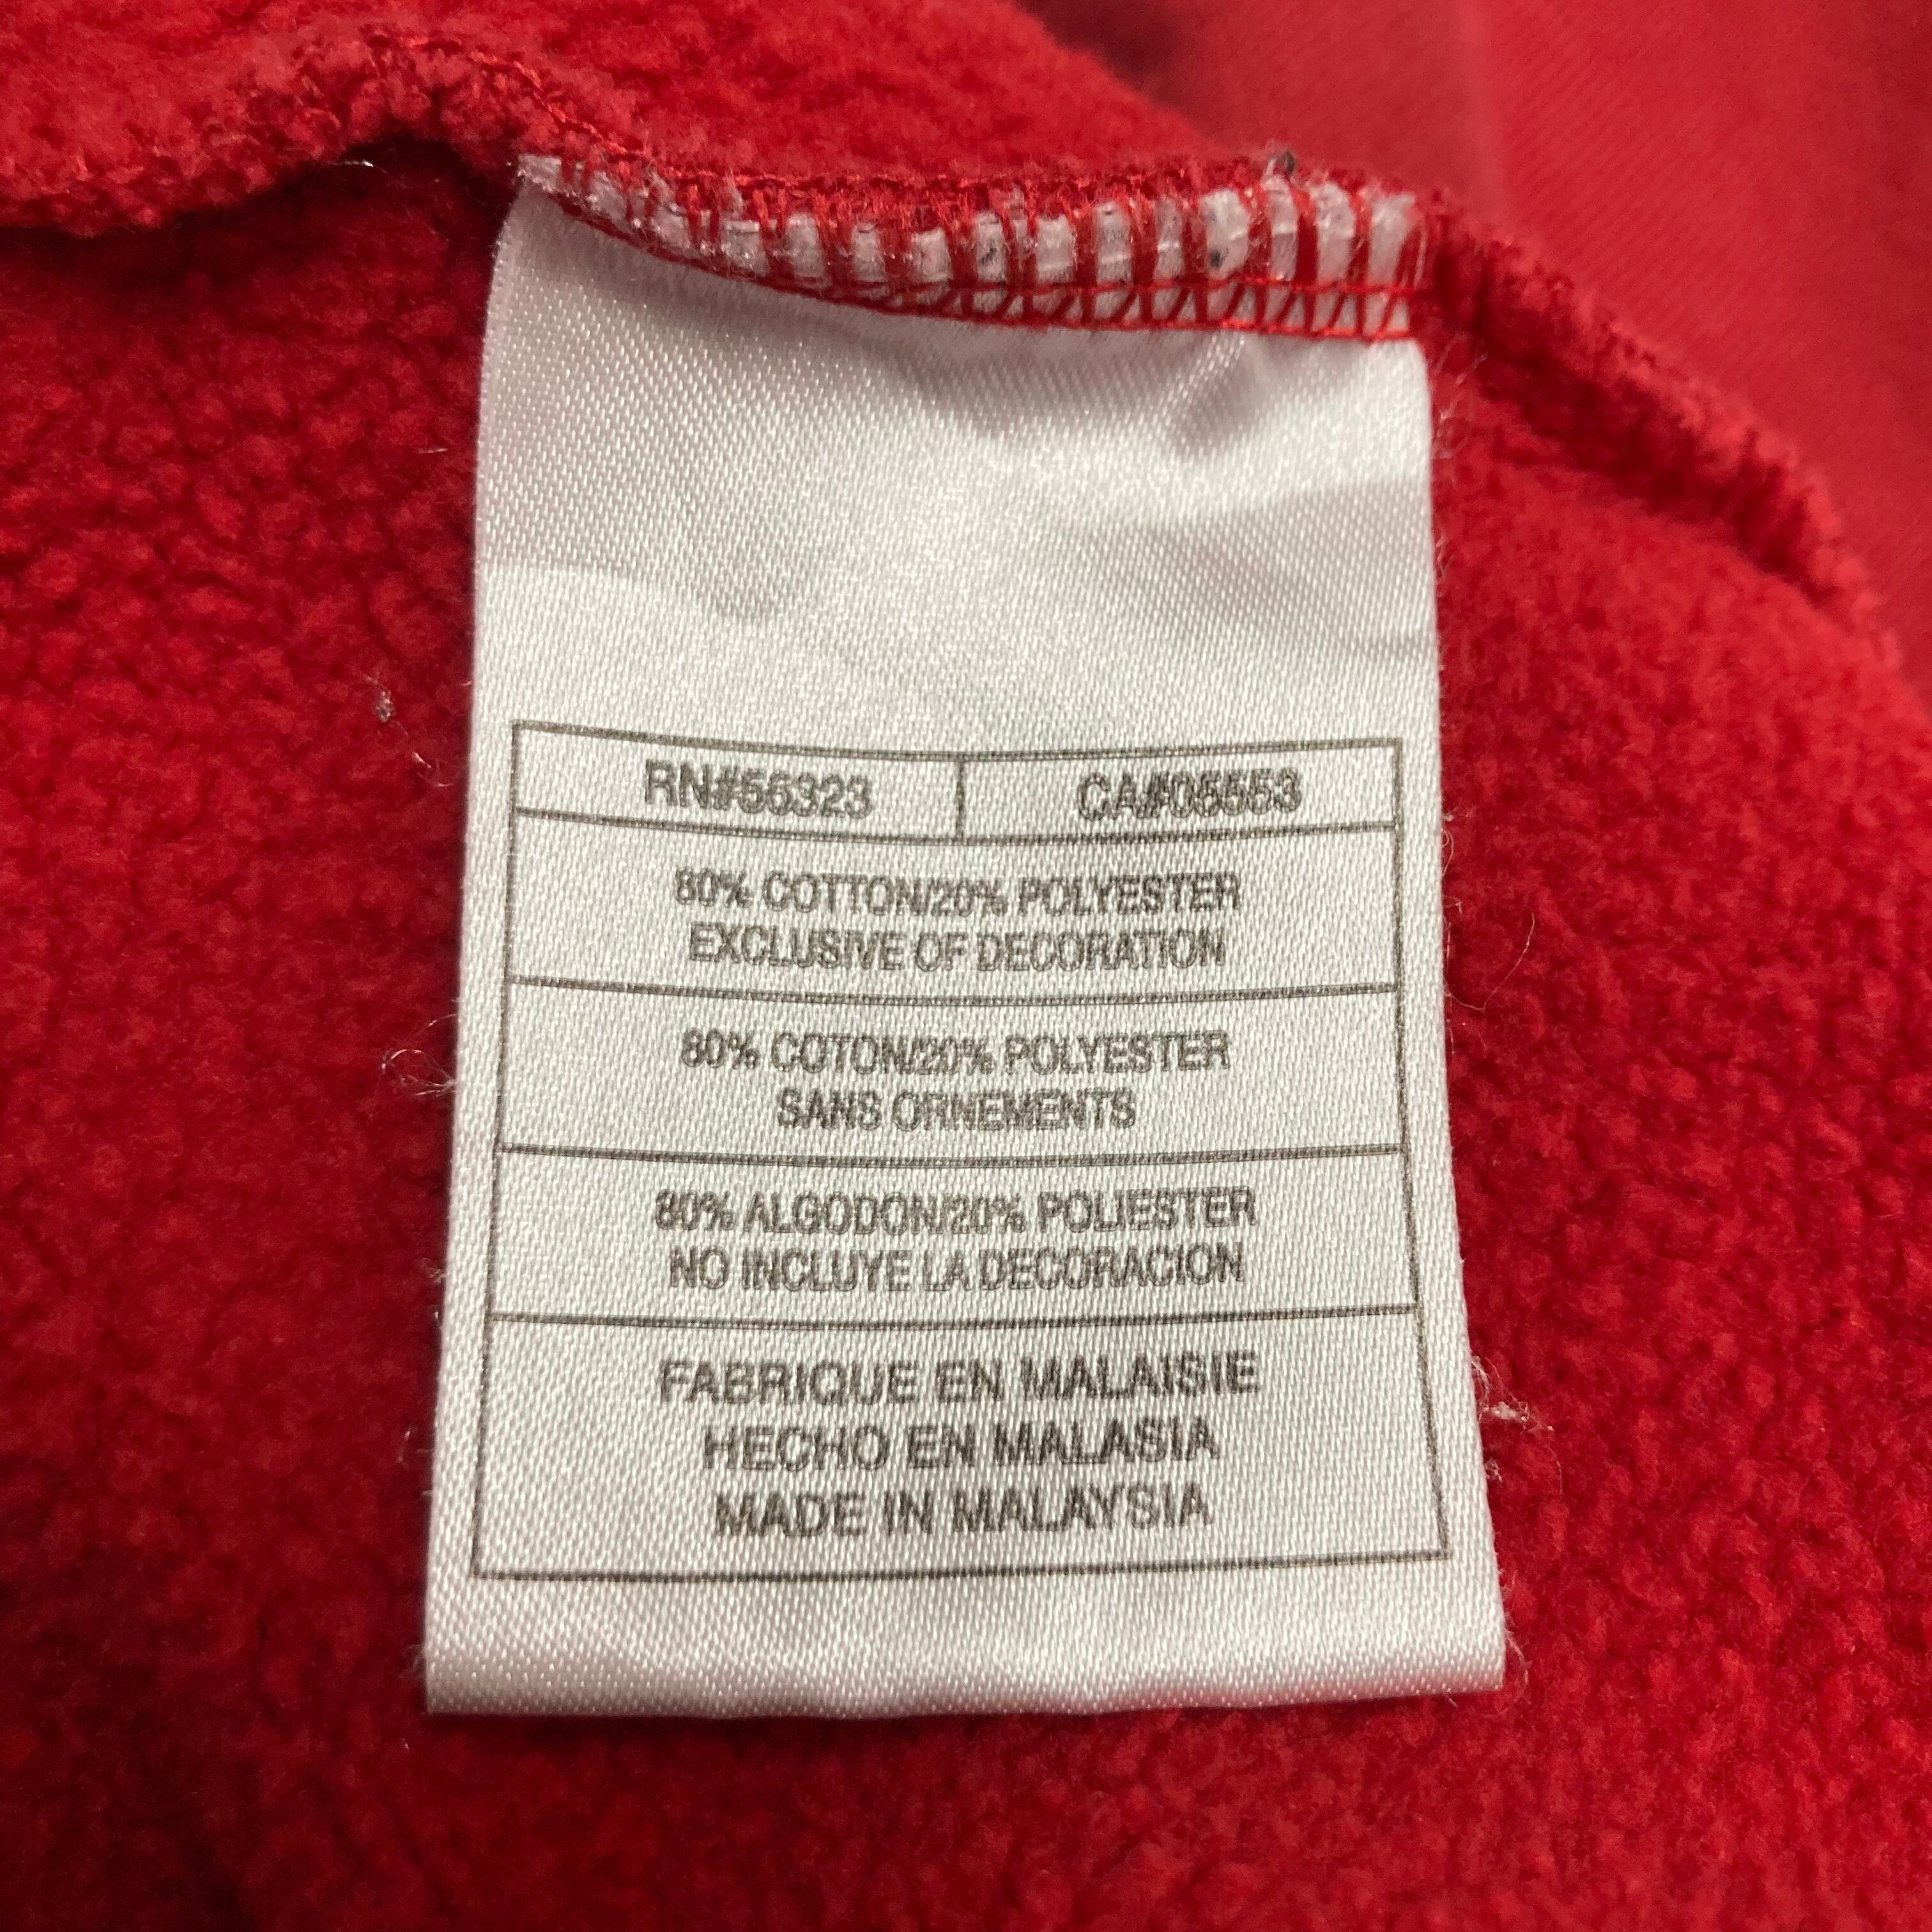 RN#56323 CA#05553
80% COTTON/20% POLYESTER
EXCLUSIVE OF DECORATION
80% COTON/20% POLYESTER
SANS ORNEMENTS
80% ALGODON/20% POLIESTER
NO INCLUYE LA DECORACION
FABRIQUE EN MALAISIE
HECHO EN MALASIA
MADE IN MALAYSIA